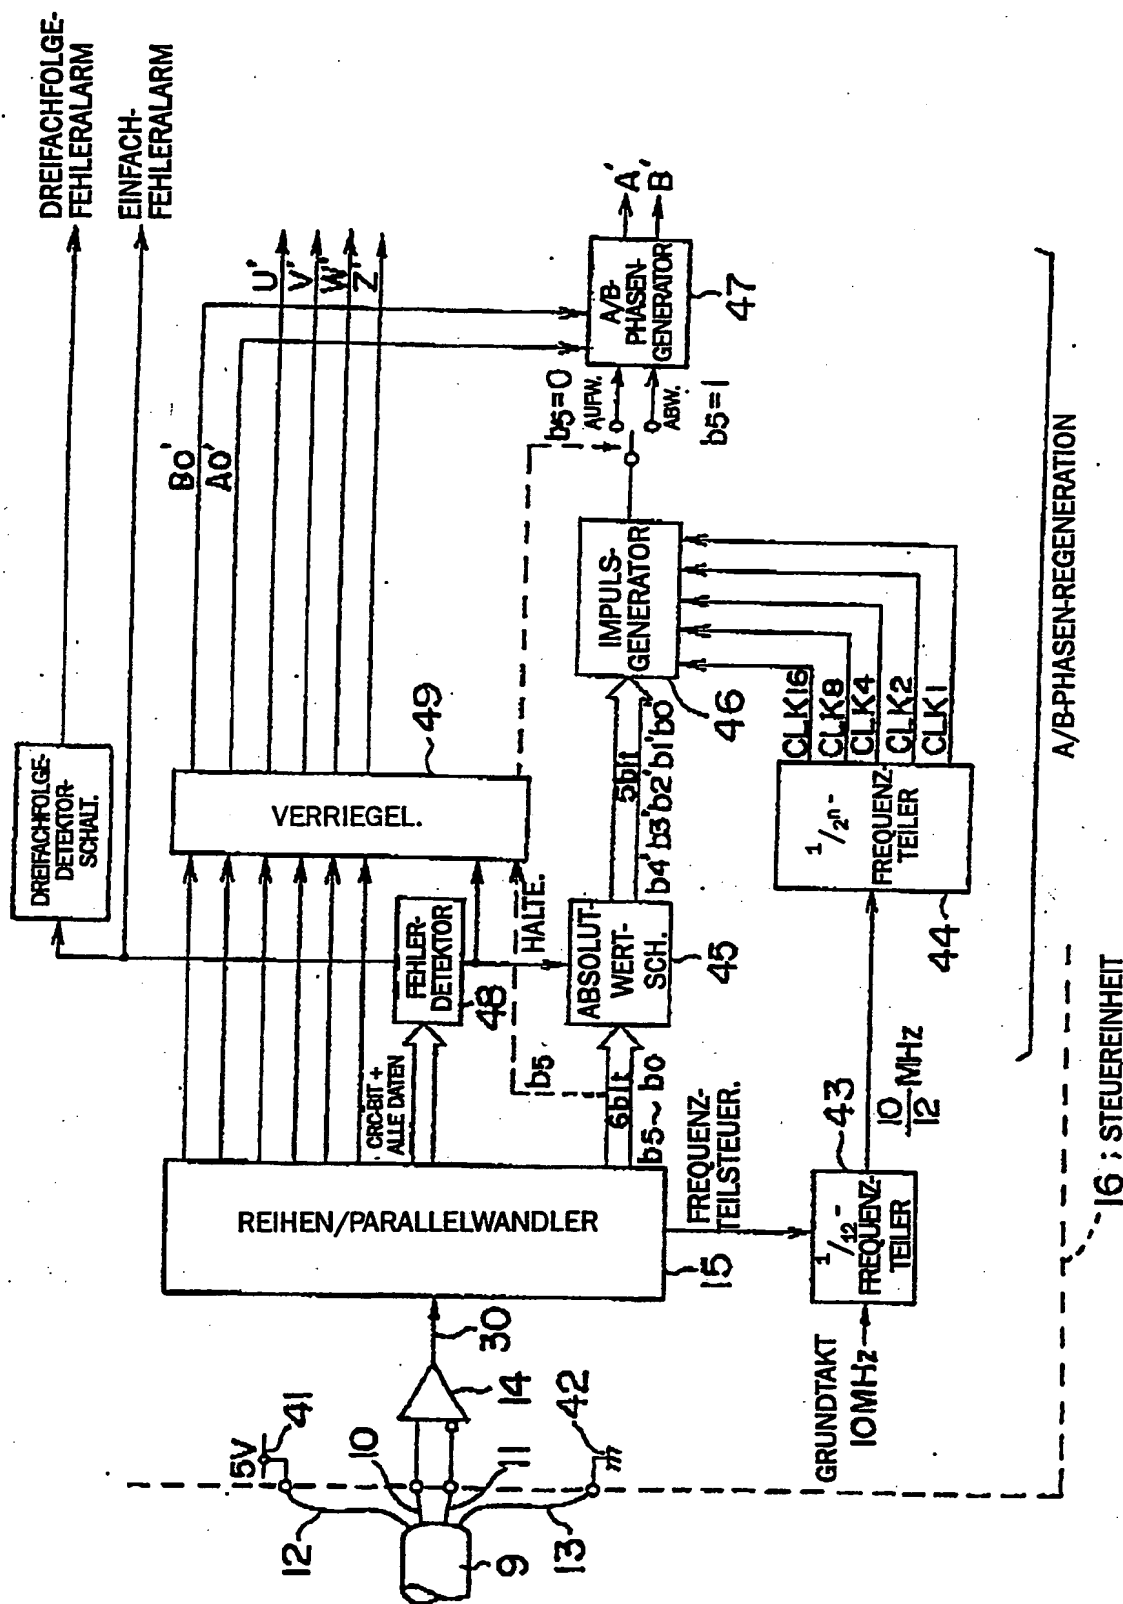 DREIFACHFOLGE-
FEHLERALARM
EINFACH-
FEHLERALARM
DREIFACHFOLGE-
DETEKTOR-
SCHALT.
BO'
AO'
U'
V'
W'
Z'
49
VERRIEGEL.
HALTE.
CRC-BIT +
ALLE DATEN
FEHLER-
DETEKTOR
48
b5
REIHEN/PARALLELWANDLER
15
6bit
b5~b0
ABSOLUT-
WERT-
SCH.
45
5bit
b4'b3'b2'b1'b0'
IMPULS-
GENERATOR
46
b5=0
AUFW.
ABW.
b5=1
A/B-
PHASEN-
GENERATOR
47
A'
B'
15V
41
12
10
11
13
9
14
30
42
FREQUENZ-
TEILSTEUER.
GRUNDTAKT
10MHz
1/12-
FREQUENZ-
TEILER
43
10/12 MHz
1/2n-
FREQUENZ-
TEILER
44
CLK16
CLK8
CLK4
CLK2
CLK1
A/B-PHASEN-REGENERATION
16 ; STEUEREINHEIT